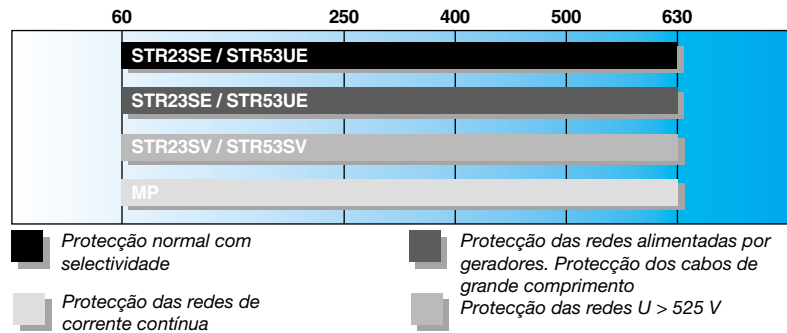 60 250 400 500 630
STR23SE / STR53UE
STR23SE / STR53UE
STR23SV / STR53SV
MP
Protecção normal com
selectividade
Protecção das redes de
corrente contínua
Protecção das redes alimentadas por
geradores. Protecção dos cabos de
grande comprimento
Protecção das redes U > 525 V